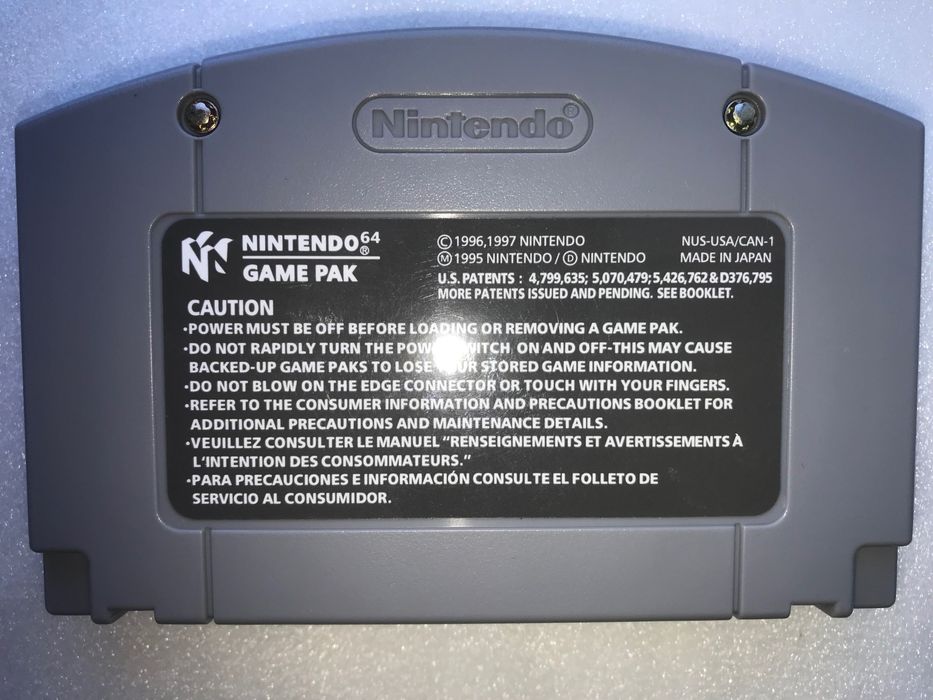 Nintendo®
NINTENDO64®
GAME PAK
©1996,1997 NINTENDO
Ⓜ1995 NINTENDO/ⒹNINTENDO
NUS-USA/CAN-1
MADE IN JAPAN
U.S. PATENTS : 4,799,635; 5,070,479; 5,426,762 & D376,795
MORE PATENTS ISSUED AND PENDING. SEE BOOKLET.
CAUTION
·POWER MUST BE OFF BEFORE LOADING OR REMOVING A GAME PAK.
·DO NOT RAPIDLY TURN THE POWER SWITCH ON AND OFF-THIS MAY CAUSE
BACKED-UP GAME PAKS TO LOSE YOUR STORED GAME INFORMATION.
·DO NOT BLOW ON THE EDGE CONNECTOR OR TOUCH WITH YOUR FINGERS.
·REFER TO THE CONSUMER INFORMATION AND PRECAUTIONS BOOKLET FOR
ADDITIONAL PRECAUTIONS AND MAINTENANCE DETAILS.
·VEUILLEZ CONSULTER LE MANUEL “RENSEIGNEMENTS ET AVERTISSEMENTS À
L'INTENTION DES CONSOMMATEURS.”
·PARA PRECAUCIONES E INFORMACIÓN CONSULTE EL FOLLETO DE
SERVICIO AL CONSUMIDOR.